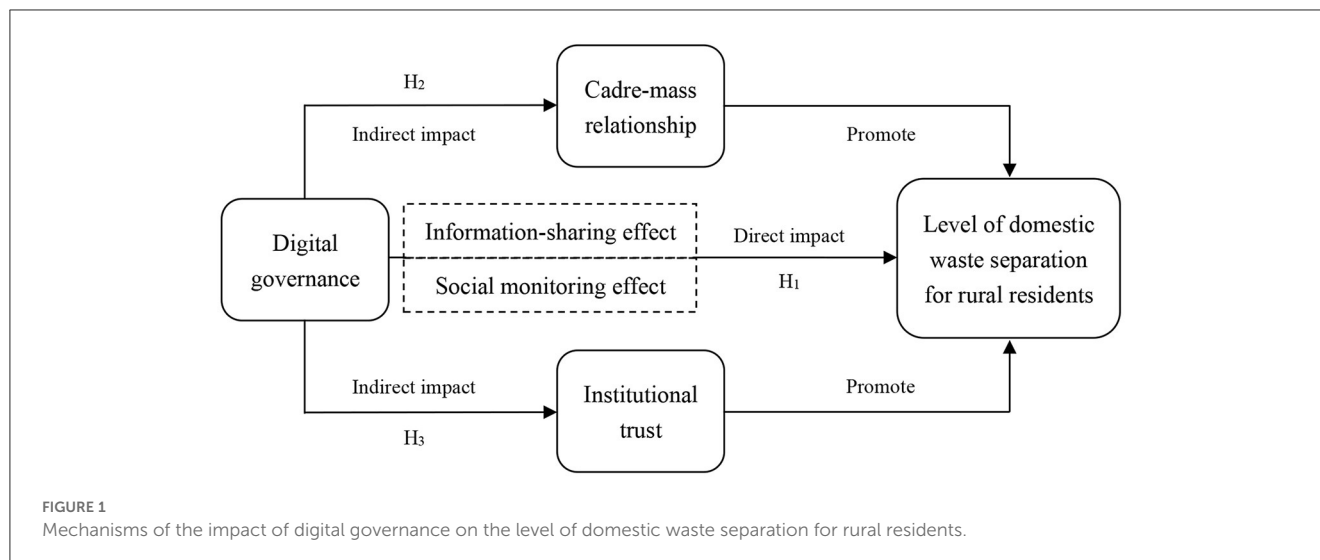 H₂
Indirect impact
Cadre-mass
relationship
Promote
Digital
governance
Information-sharing effect
Social monitoring effect
Direct impact
H₁
Level of domestic
waste separation
for rural residents
Indirect impact
H₃
Institutional
trust
Promote
FIGURE 1
Mechanisms of the impact of digital governance on the level of domestic waste separation for rural residents.